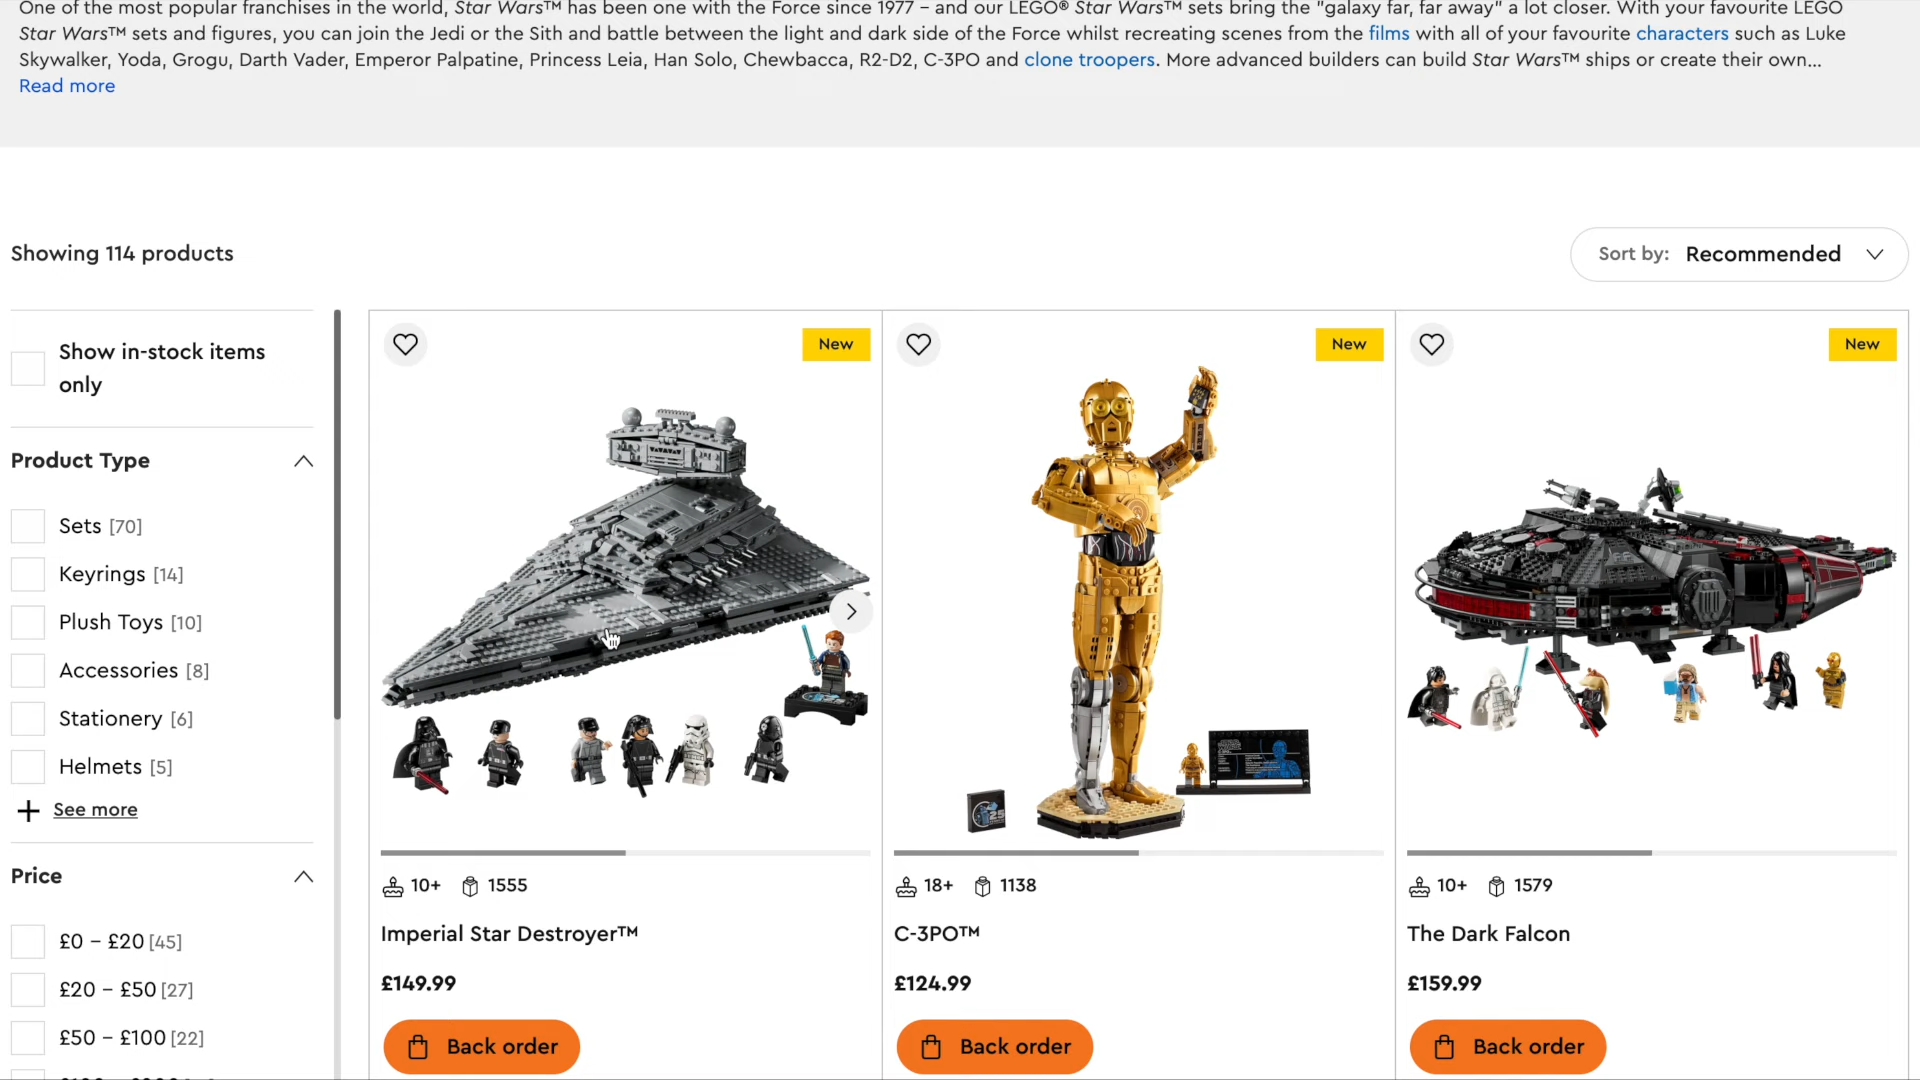 One of the most popular franchises in the world, Star Wars™ has been one with the Force since 1977 – and our LEGO® Star Wars™ sets bring the "galaxy far, far away" a lot closer. With your favourite LEGO
Star Wars™ sets and figures, you can join the Jedi or the Sith and battle between the light and dark side of the Force whilst recreating scenes from the films with all of your favourite characters such as Luke
Skywalker, Yoda, Grogu, Darth Vader, Emperor Palpatine, Princess Leia, Han Solo, Chewbacca, R2-D2, C-3PO and clone troopers. More advanced builders can build Star Wars™ ships or create their own...
Read more
Showing 114 products
Sort by: Recommended
Show in-stock items
only
Product Type
Sets [70]
Keyrings [14]
Plush Toys [10]
Accessories [8]
Stationery [6]
Helmets [5]
See more
Price
£0 – £20 [45]
£20 – £50 [27]
£50 – £100 [22]
New
10+ 1555
Imperial Star Destroyer™
£149.99
Back order
New
25
18+ 1138
C-3PO™
£124.99
Back order
New
10+ 1579
The Dark Falcon
£159.99
Back order